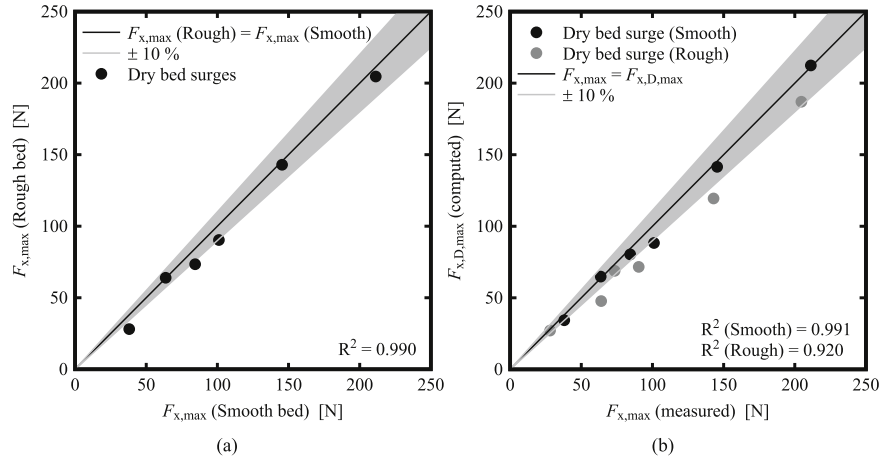 F_x,max (Rough) = F_x,max (Smooth)
± 10 %
Dry bed surges
F_x,max (Rough bed) [N]
250
200
150
100
50
0
R² = 0.990
0 50 100 150 200 250
F_x,max (Smooth bed) [N]
(a)
Dry bed surge (Smooth)
Dry bed surge (Rough)
F_x,max = F_x,D,max
± 10 %
F_x,D,max (computed) [N]
250
200
150
100
50
0
R² (Smooth) = 0.991
R² (Rough) = 0.920
0 50 100 150 200 250
F_x,max (measured) [N]
(b)